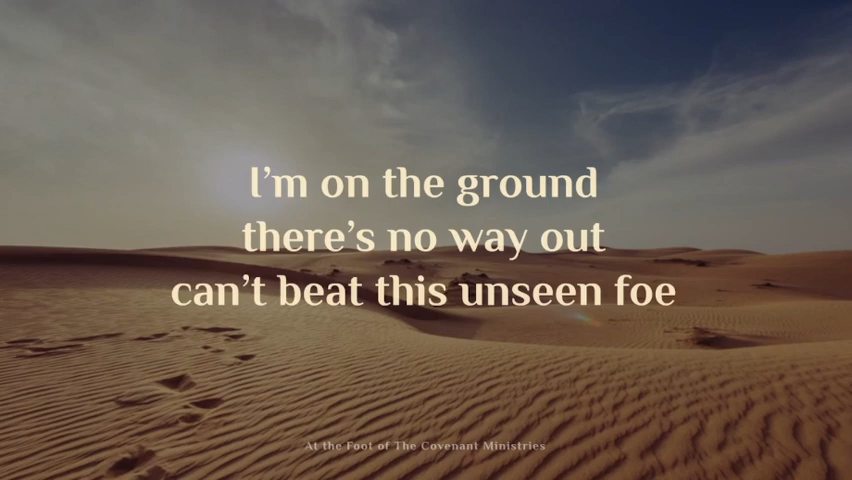 I’m on the ground
there’s no way out
can’t beat this unseen foe
At the Foot of The Covenant Ministries